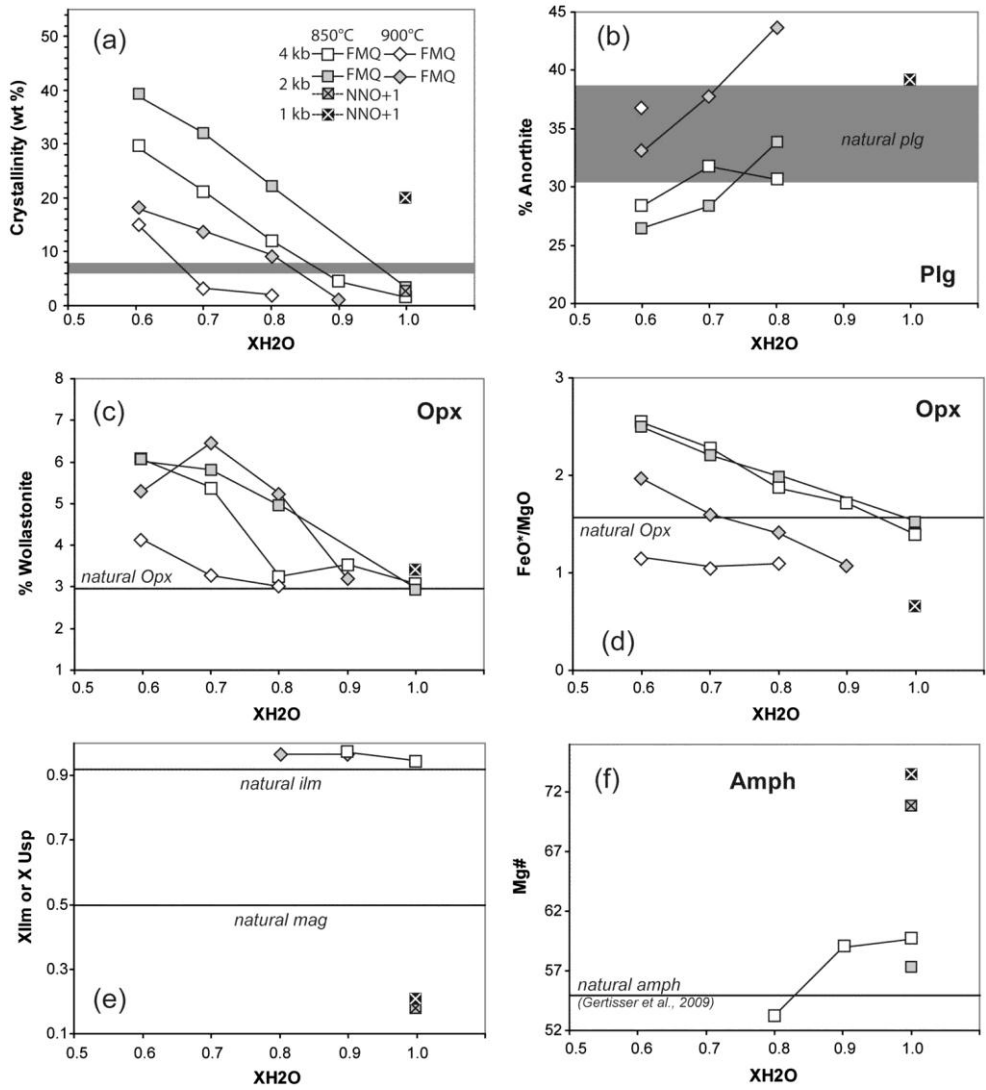 (a)
850°C 900°C
4 kb FMQ FMQ
2 kb FMQ FMQ
NNO+1
1 kb NNO+1
Crystallinity (wt %)
50
40
30
20
10
0
0.5 0.6 0.7 0.8 0.9 1.0
XH2O
(b)
natural plg
Plg
% Anorthite
45
40
35
30
25
20
0.5 0.6 0.7 0.8 0.9 1.0
XH2O
(c)
Opx
natural Opx
% Wollastonite
8
7
6
5
4
3
2
1
0.5 0.6 0.7 0.8 0.9 1.0
XH2O
Opx
natural Opx
(d)
FeO*/MgO
3
2
1
0
0.5 0.6 0.7 0.8 0.9 1.0
XH2O
natural ilm
natural mag
(e)
XIlm or X Usp
0.9
0.7
0.5
0.3
0.1
0.5 0.6 0.7 0.8 0.9 1.0
XH2O
Amph
(f)
natural amph
(Gertisser et al., 2009)
Mg#
72
67
62
57
52
0.5 0.6 0.7 0.8 0.9 1.0
XH2O